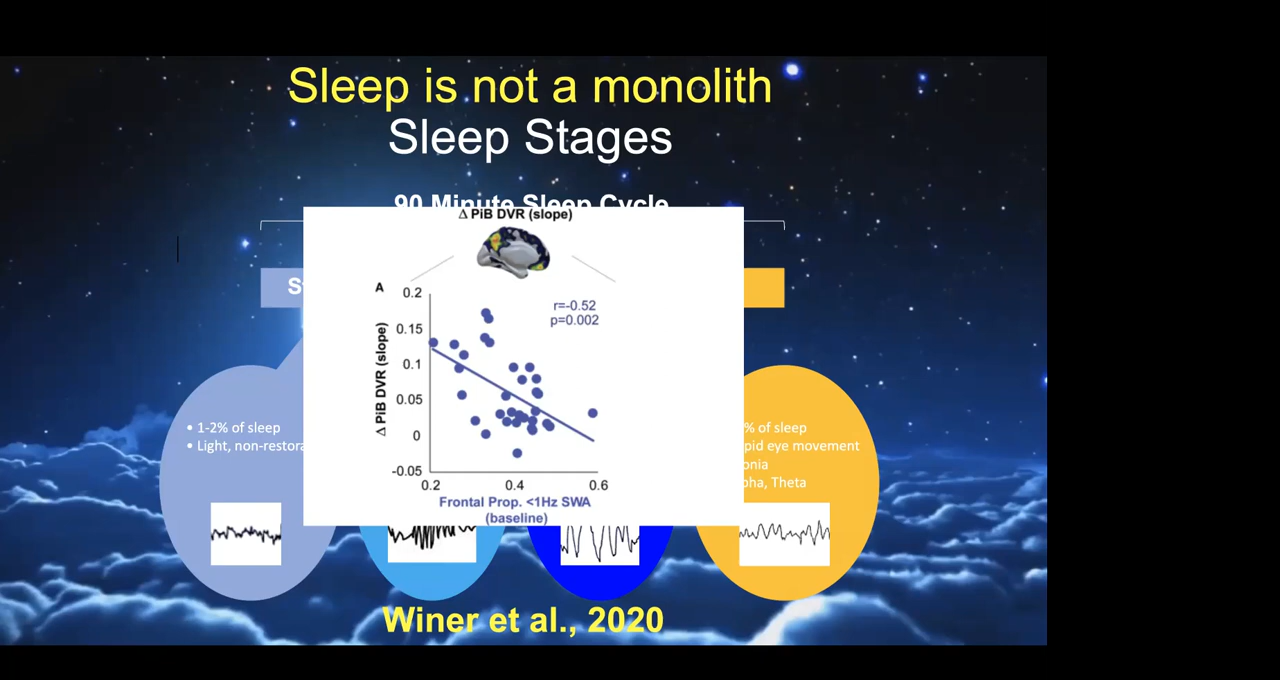 Sleep is not a monolith
Sleep Stages
90 Minute Sleep Cycle
Δ PiB DVR (slope)
A
r=-0.52
p=0.002
Δ PiB DVR (slope)
0.2
0.15
0.1
0.05
0
-0.05
0.2 0.4 0.6
Frontal Prop. <1Hz SWA
(baseline)
• 1-2% of sleep
• Light, non-restora
% of sleep
pid eye movement
onia
pha, Theta
Winer et al., 2020